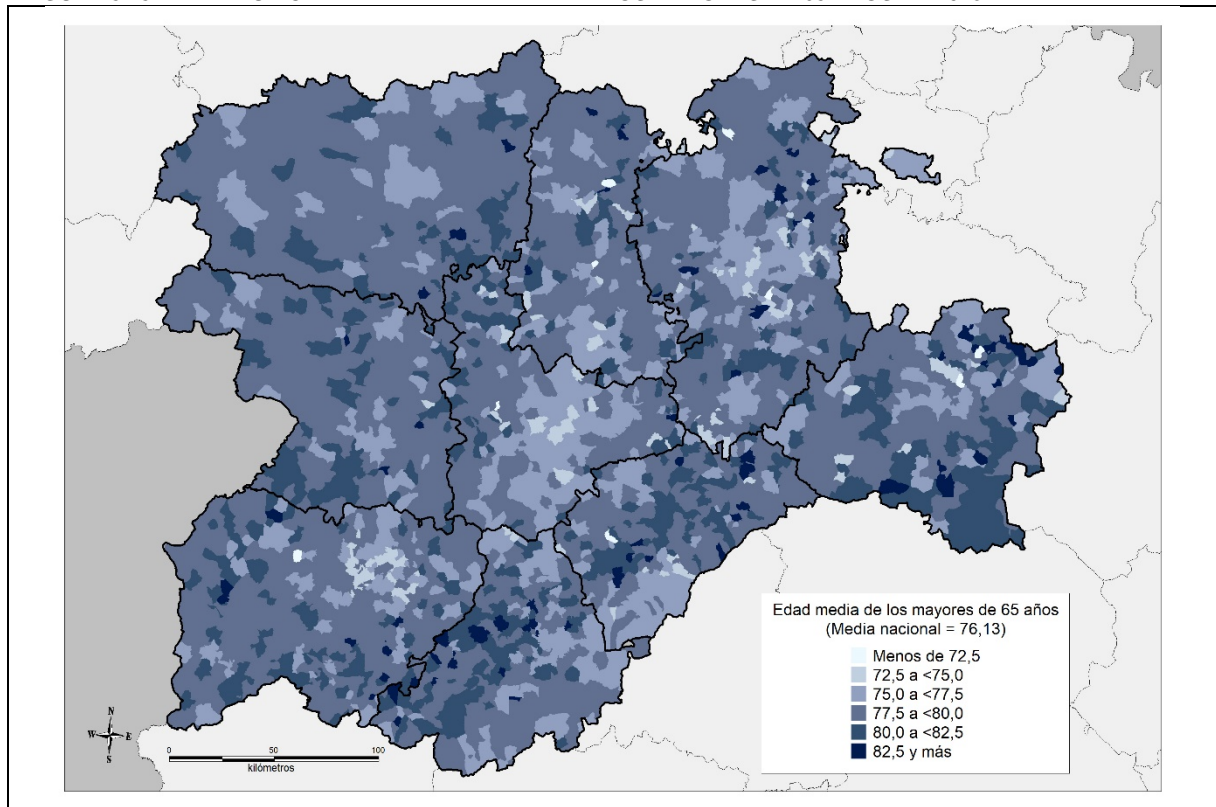 Edad media de los mayores de 65 años
(Media nacional = 76,13)
Menos de 72,5
72,5 a <75,0
75,0 a <77,5
77,5 a <80,0
80,0 a <82,5
82,5 y más
N
W E
S
0 50 100
kilómetros